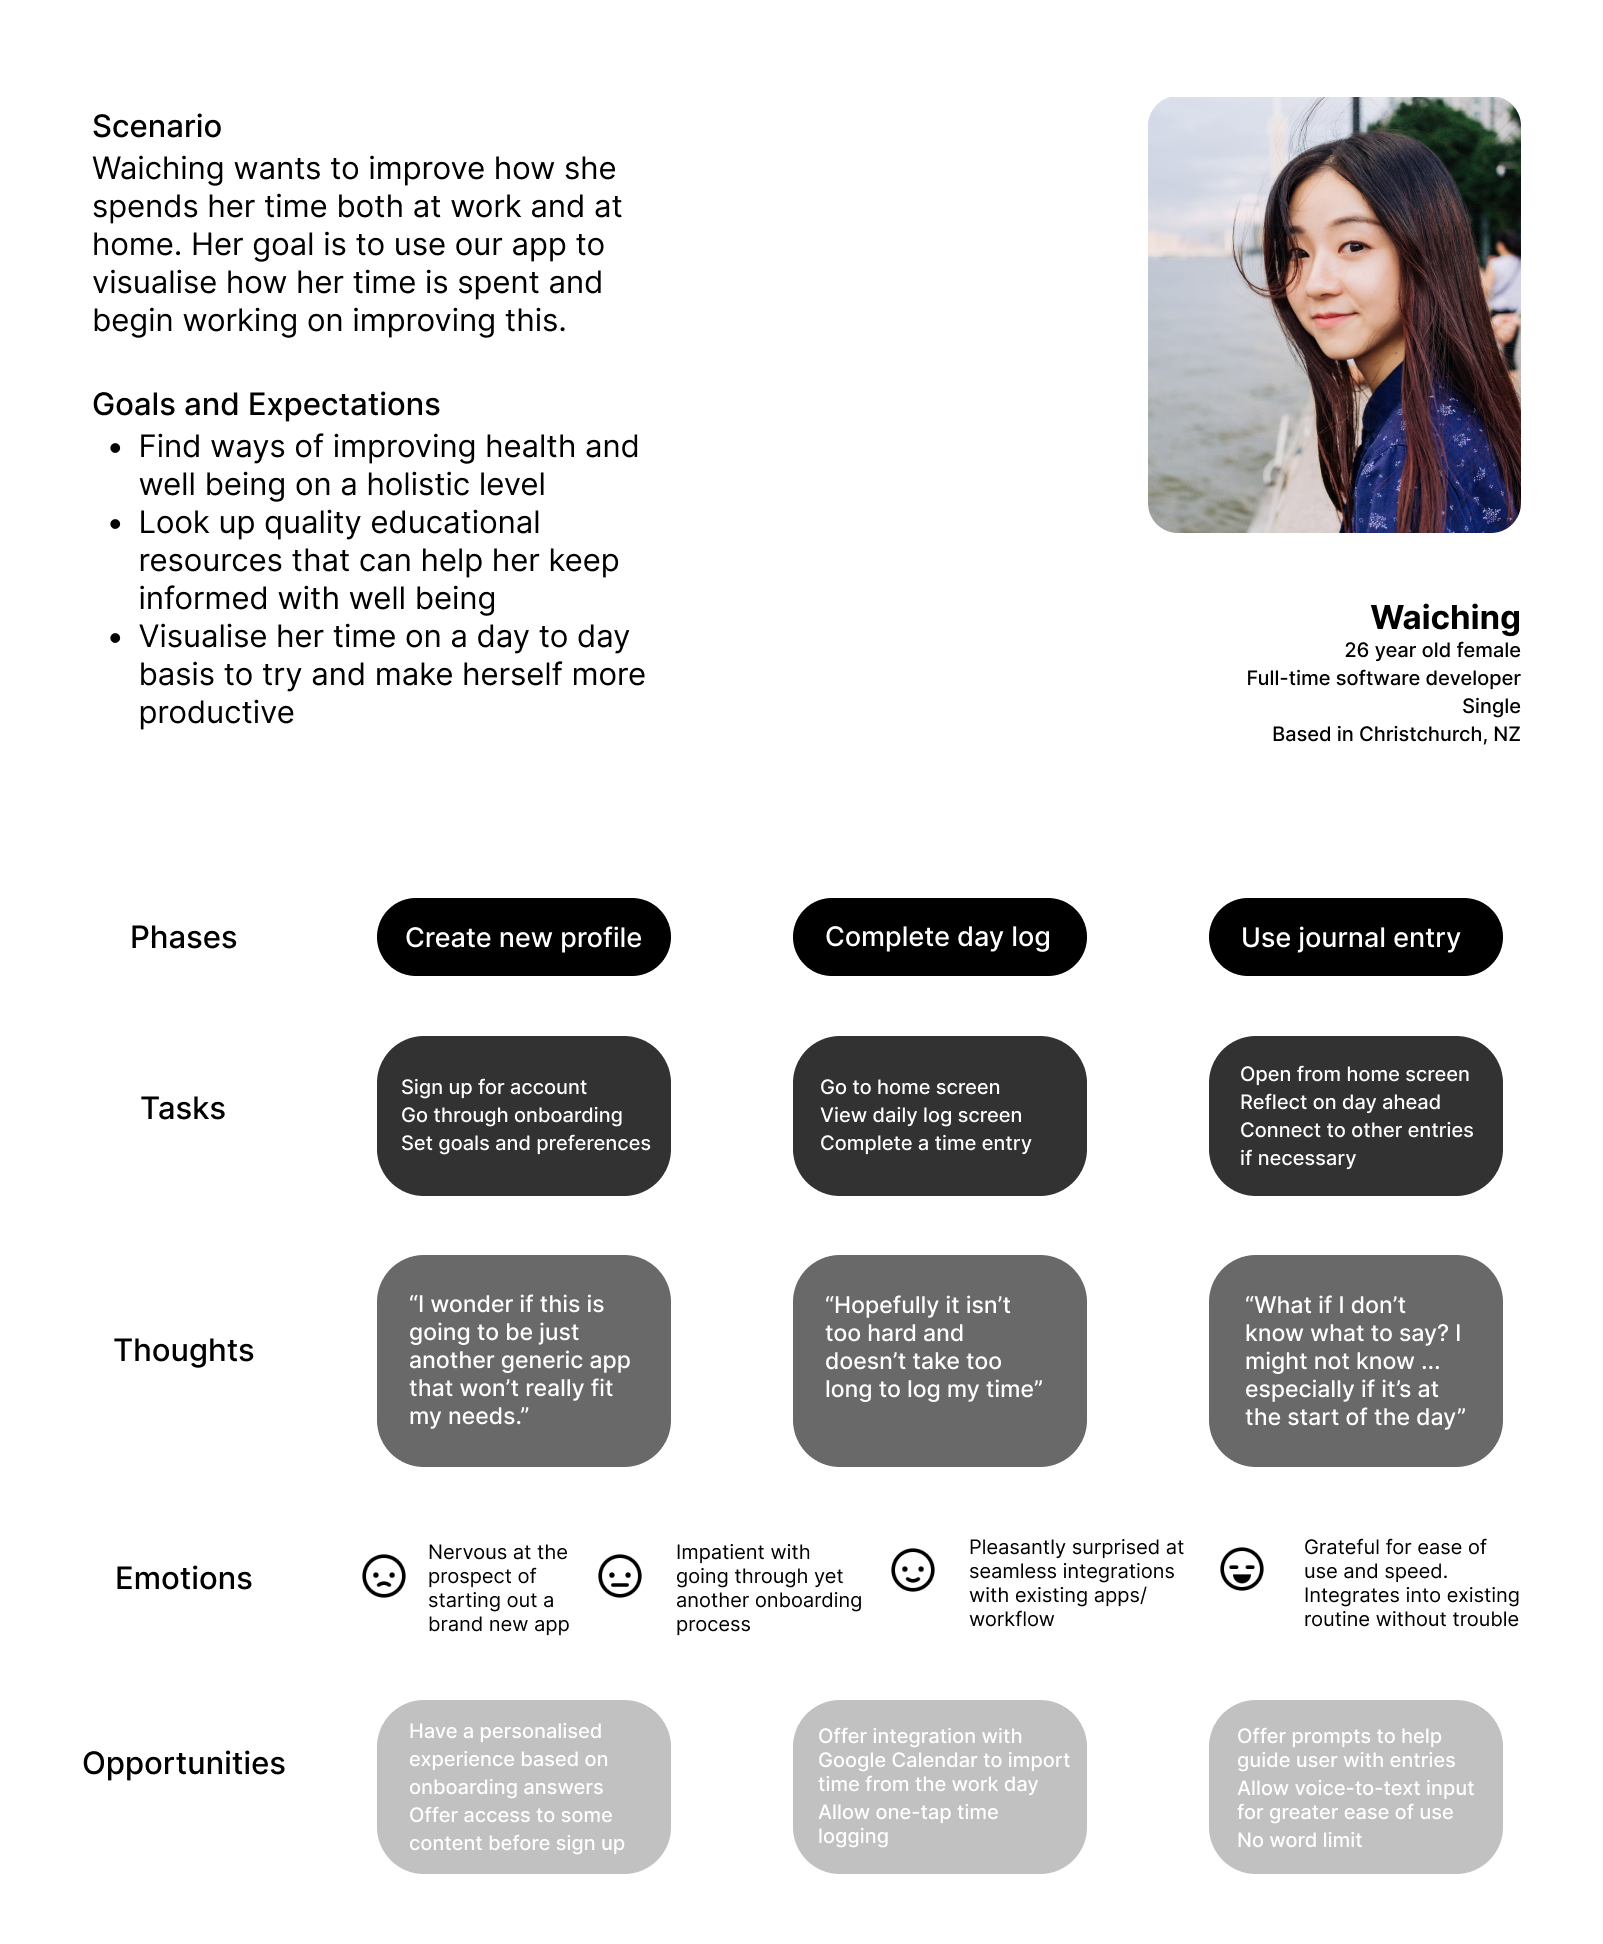 Scenario
Waiching wants to improve how she
spends her time both at work and at
home. Her goal is to use our app to
visualise how her time is spent and
begin working on improving this.
Goals and Expectations
• Find ways of improving health and
well being on a holistic level
• Look up quality educational
resources that can help her keep
informed with well being
• Visualise her time on a day to day
basis to try and make herself more
productive
Waiching
26 year old female
Full-time software developer
Single
Based in Christchurch, NZ
Phases
Create new profile
Complete day log
Use journal entry
Tasks
Sign up for account
Go through onboarding
Set goals and preferences
Go to home screen
View daily log screen
Complete a time entry
Open from home screen
Reflect on day ahead
Connect to other entries
if necessary
Thoughts
“I wonder if this is
going to be just
another generic app
that won’t really fit
my needs.”
“Hopefully it isn’t
too hard and
doesn’t take too
long to log my time”
“What if I don’t
know what to say? I
might not know ...
especially if it’s at
the start of the day”
Emotions
Nervous at the
prospect of
starting out a
brand new app
Impatient with
going through yet
another onboarding
process
Pleasantly surprised at
seamless integrations
with existing apps/
workflow
Grateful for ease of
use and speed.
Integrates into existing
routine without trouble
Opportunities
Have a personalised
experience based on
onboarding answers
Offer access to some
content before sign up
Offer integration with
Google Calendar to import
time from the work day
Allow one-tap time
logging
Offer prompts to help
guide user with entries
Allow voice-to-text input
for greater ease of use
No word limit